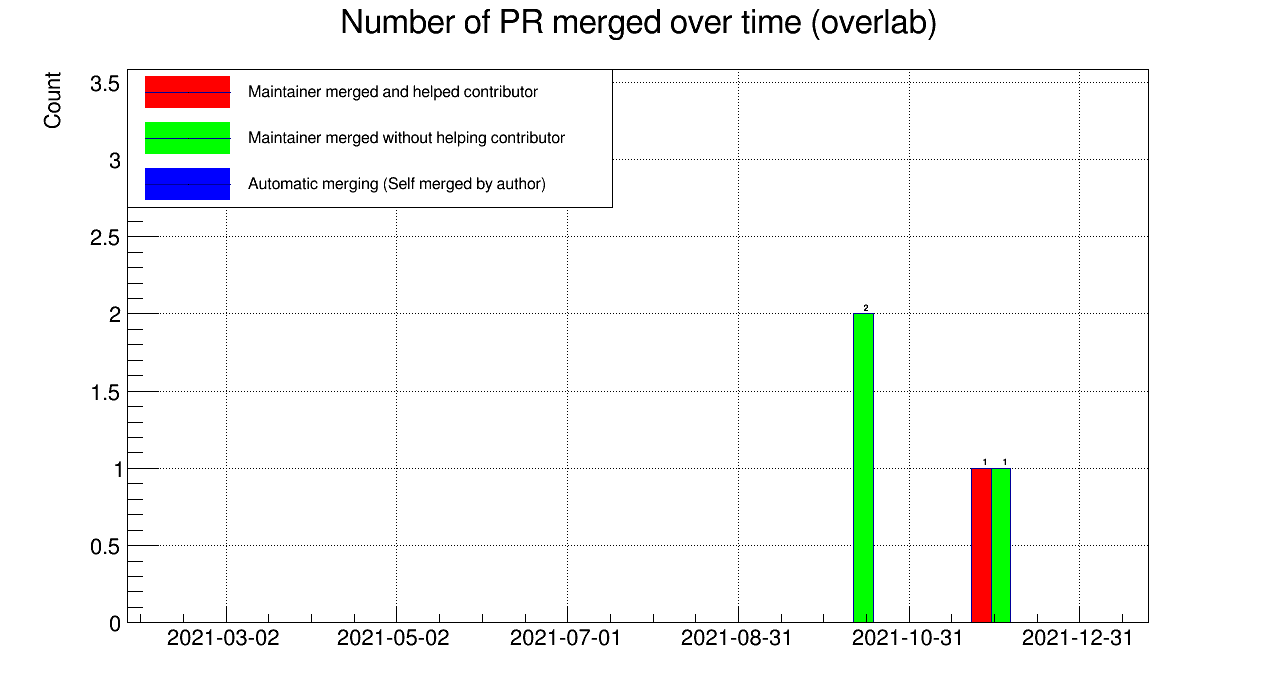 Number of PR merged over time (overlab)
Count
Maintainer merged and helped contributor
Maintainer merged without helping contributor
Automatic merging (Self merged by author)
3.5
3
2.5
2
1.5
1
0.5
0
2
1 1
2021-03-02 2021-05-02 2021-07-01 2021-08-31 2021-10-31 2021-12-31